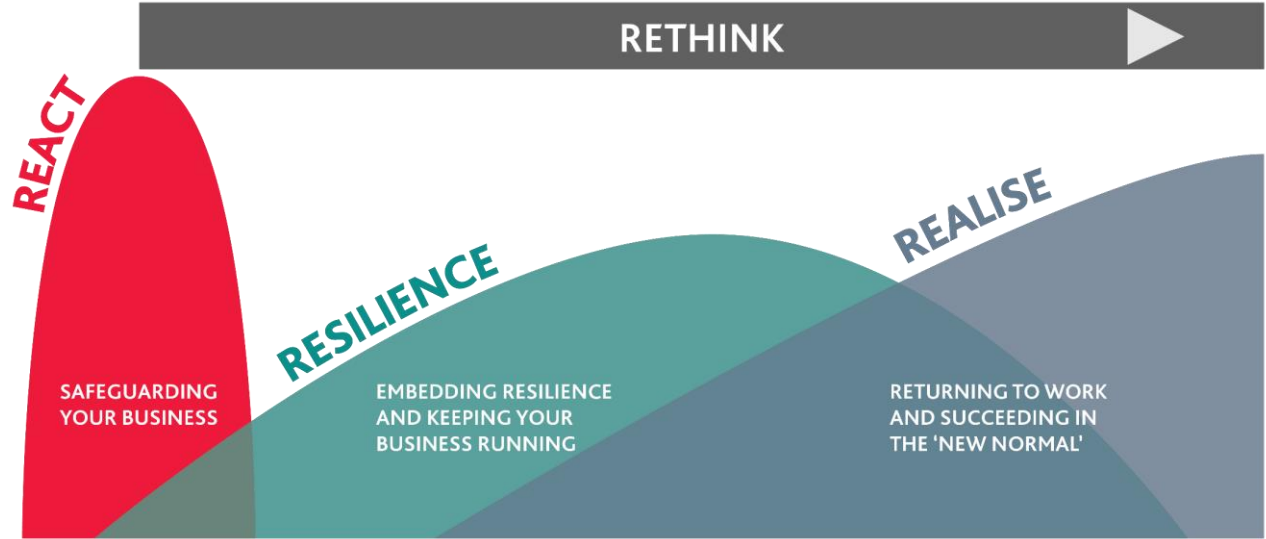 RETHINK
REACT
SAFEGUARDING
YOUR BUSINESS
RESILIENCE
EMBEDDING RESILIENCE
AND KEEPING YOUR
BUSINESS RUNNING
REALISE
RETURNING TO WORK
AND SUCCEEDING IN
THE 'NEW NORMAL'